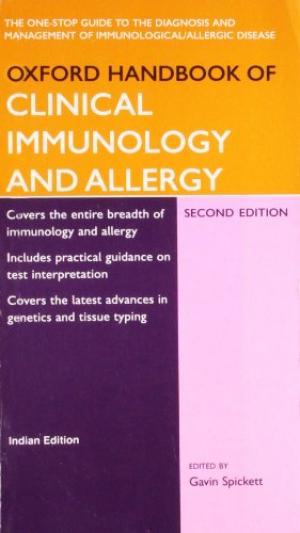 THE ONE-STOP GUIDE TO THE DIAGNOSIS AND
MANAGEMENT OF IMMUNOLOGICAL/ALLERGIC DISEASE
OXFORD HANDBOOK OF
CLINICAL
IMMUNOLOGY
AND ALLERGY
Covers the entire breadth of
immunology and allergy
Includes practical guidance on
test interpretation
Covers the latest advances in
genetics and tissue typing
SECOND EDITION
Indian Edition
EDITED BY
Gavin Spickett